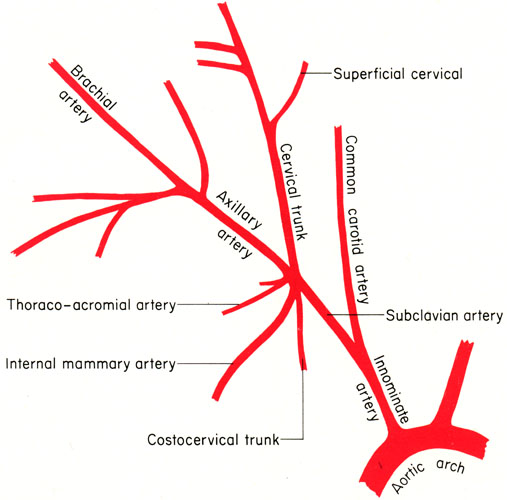 Brachial
artery
Superficial cervical
Cervical trunk
Common carotid artery
Axillary
artery
Thoraco-acromial artery
Subclavian artery
Internal mammary artery
Innominate
artery
Costocervical trunk
Aortic arch